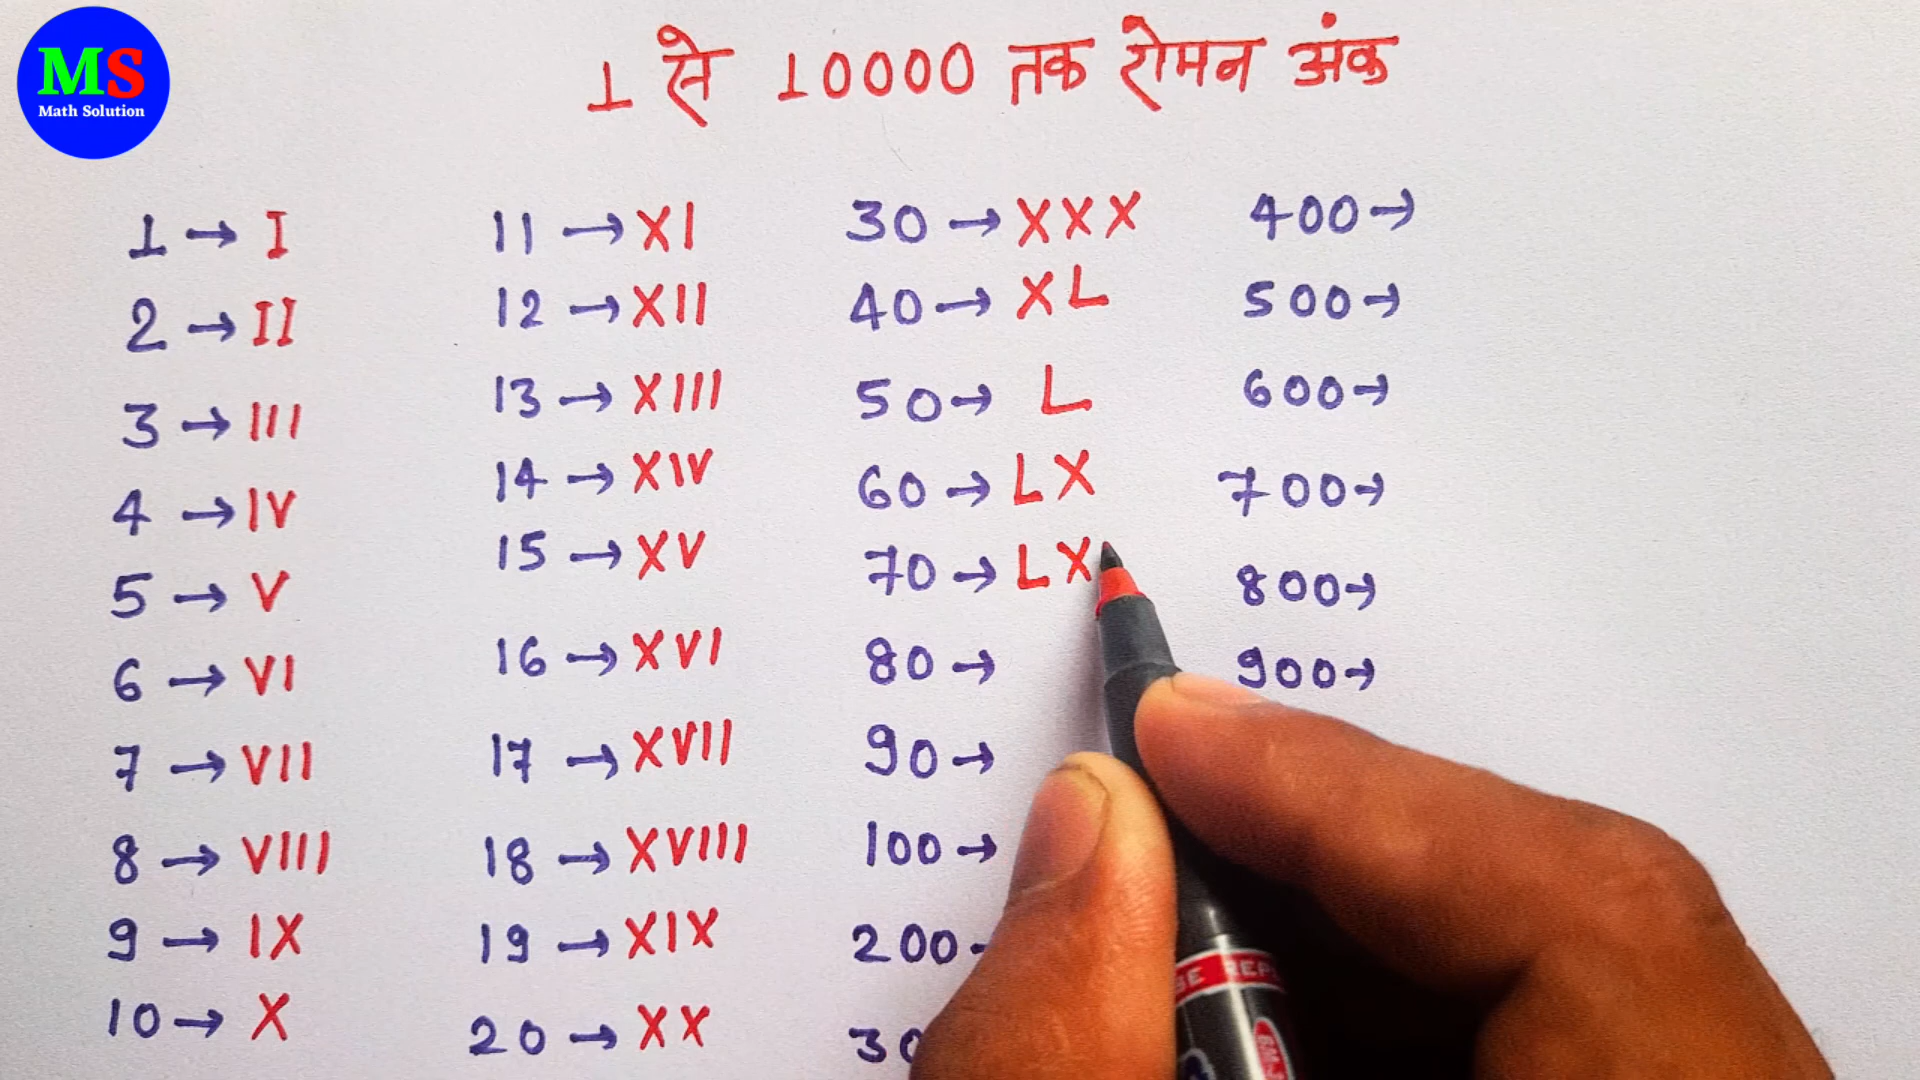 MS
Math Solution
1 से 10000 तक रोमन अंक
1 → I
2 → II
3 → III
4 → IV
5 → V
6 → VI
7 → VII
8 → VIII
9 → IX
10 → X
11 → XI
12 → XII
13 → XIII
14 → XIV
15 → XV
16 → XVI
17 → XVII
18 → XVIII
19 → XIX
20 → XX
30 → XXX
40 → XL
50 → L
60 → LX
70 → LX
80 →
90 →
100 →
200
30
400 →
500 →
600 →
700 →
800 →
900 →